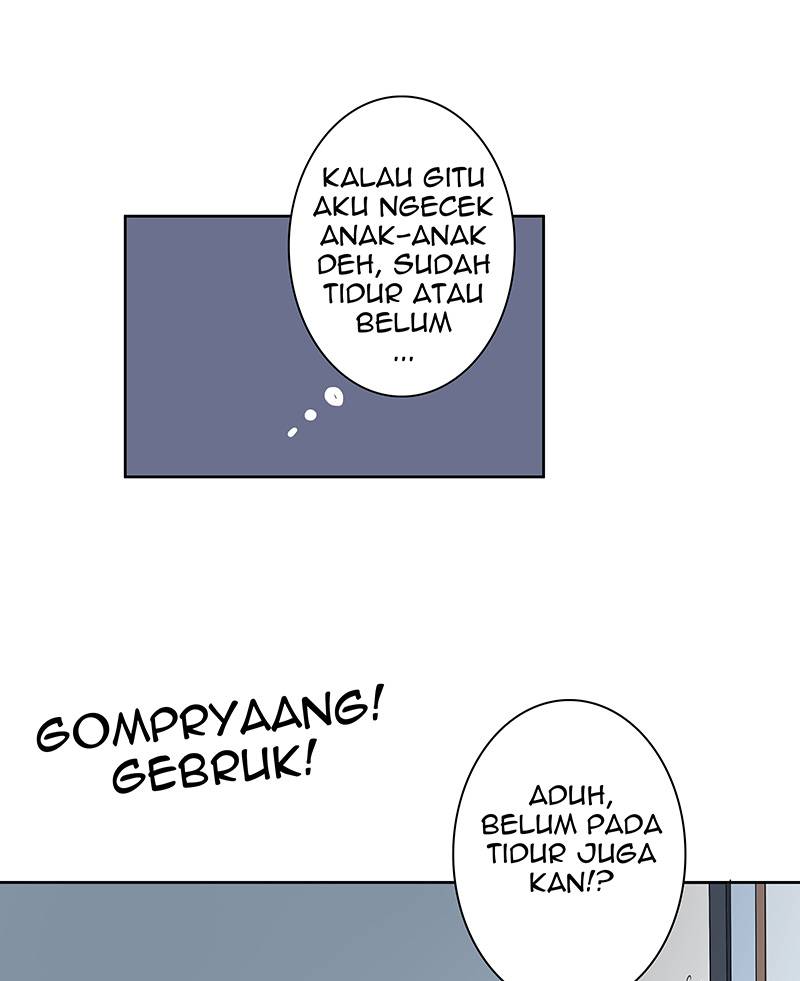 KALAU GITU
AKU NGECEK
ANAK-ANAK
DEH, SUDAH
TIDUR ATAU
BELUM
...
GOMPRYAANG!
GEBRUK!
ADUH,
BELUM PADA
TIDUR JUGA
KAN!?